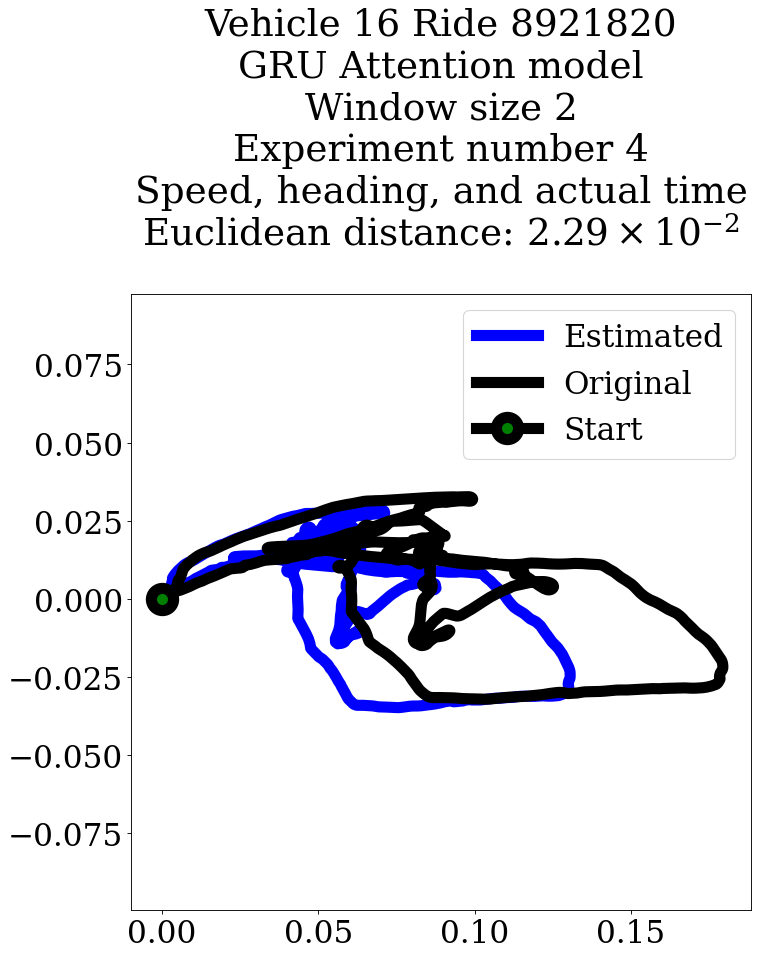 Vehicle 16 Ride 8921820
GRU Attention model
Window size 2
Experiment number 4
Speed, heading, and actual time
Euclidean distance: 2.29 × 10⁻²
Estimated
Original
Start
0.075
0.050
0.025
0.000
−0.025
−0.050
−0.075
0.00 0.05 0.10 0.15